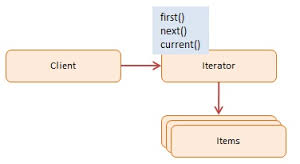 first()
next()
current()
Client
Iterator
Items